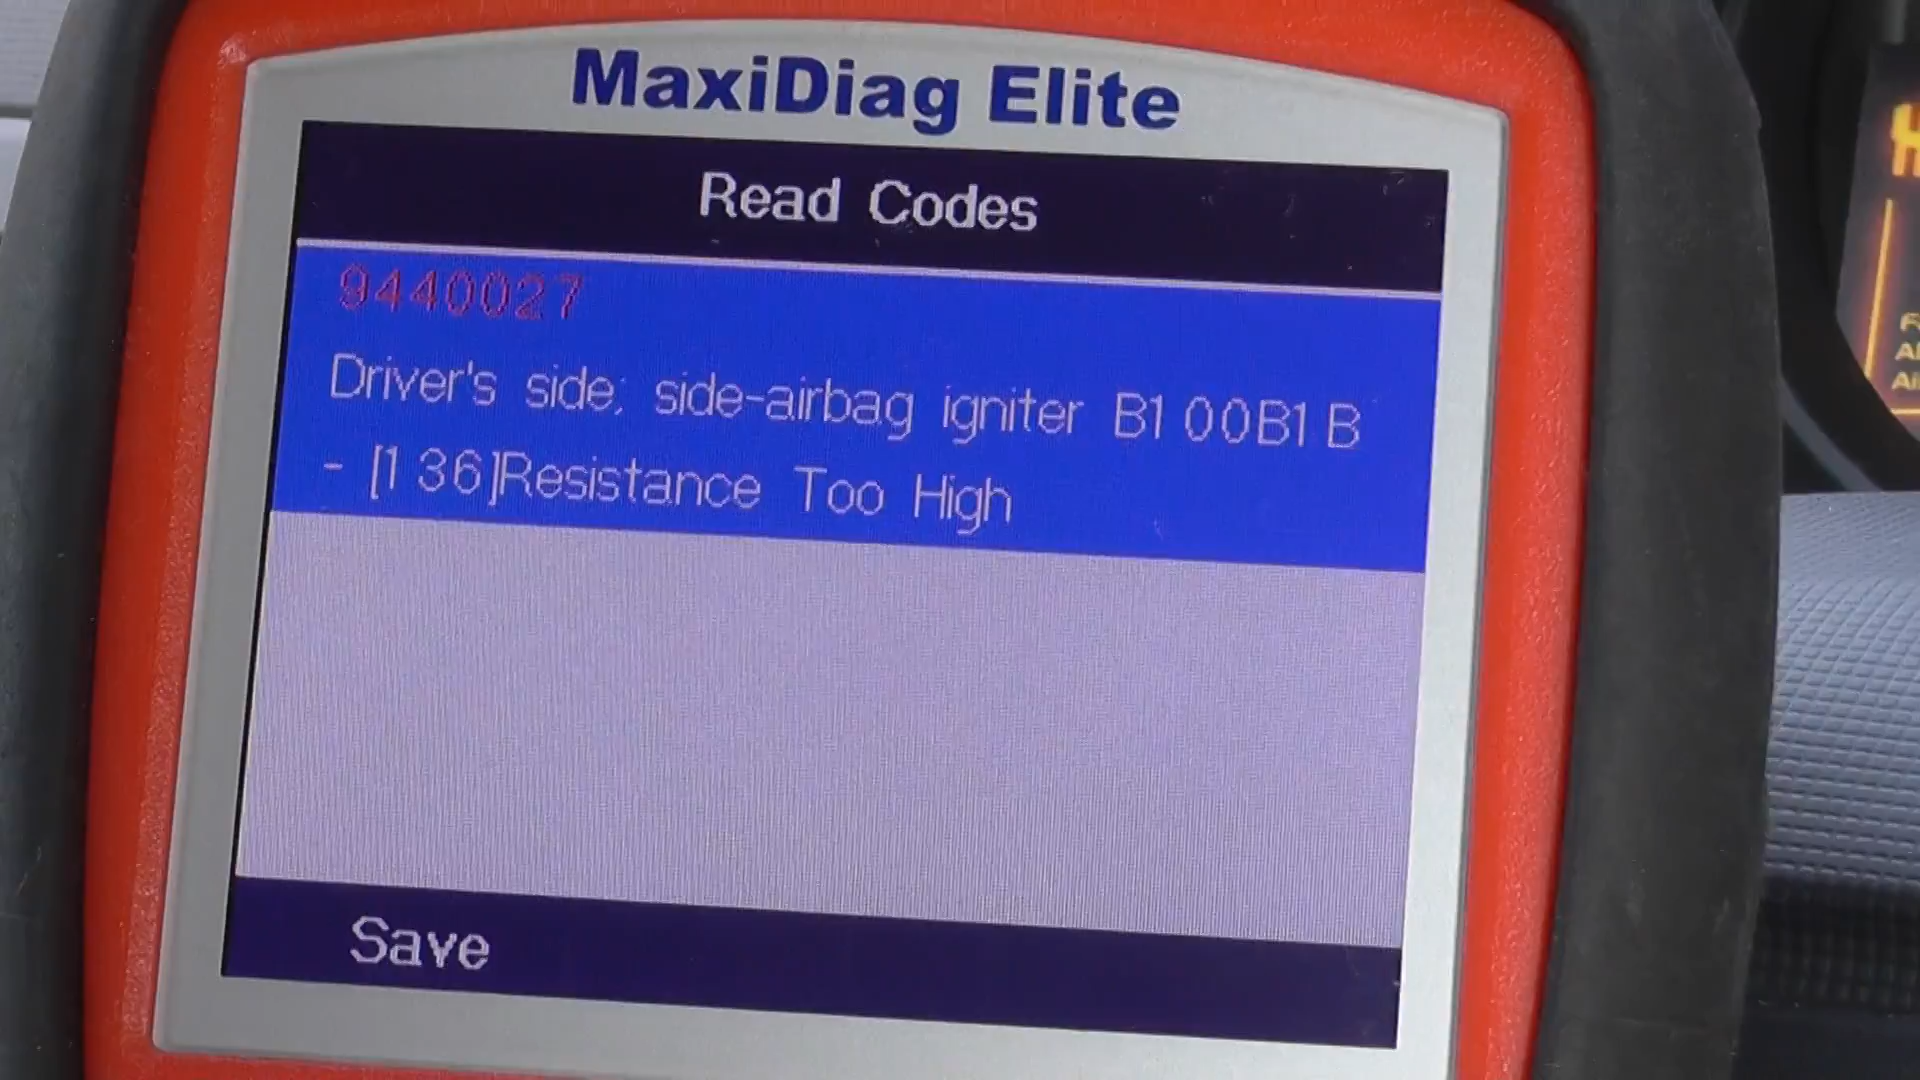 MaxiDiag Elite
Read Codes
9440027
Driver's side; side-airbag igniter B100B1B
- [136]Resistance Too High
Save